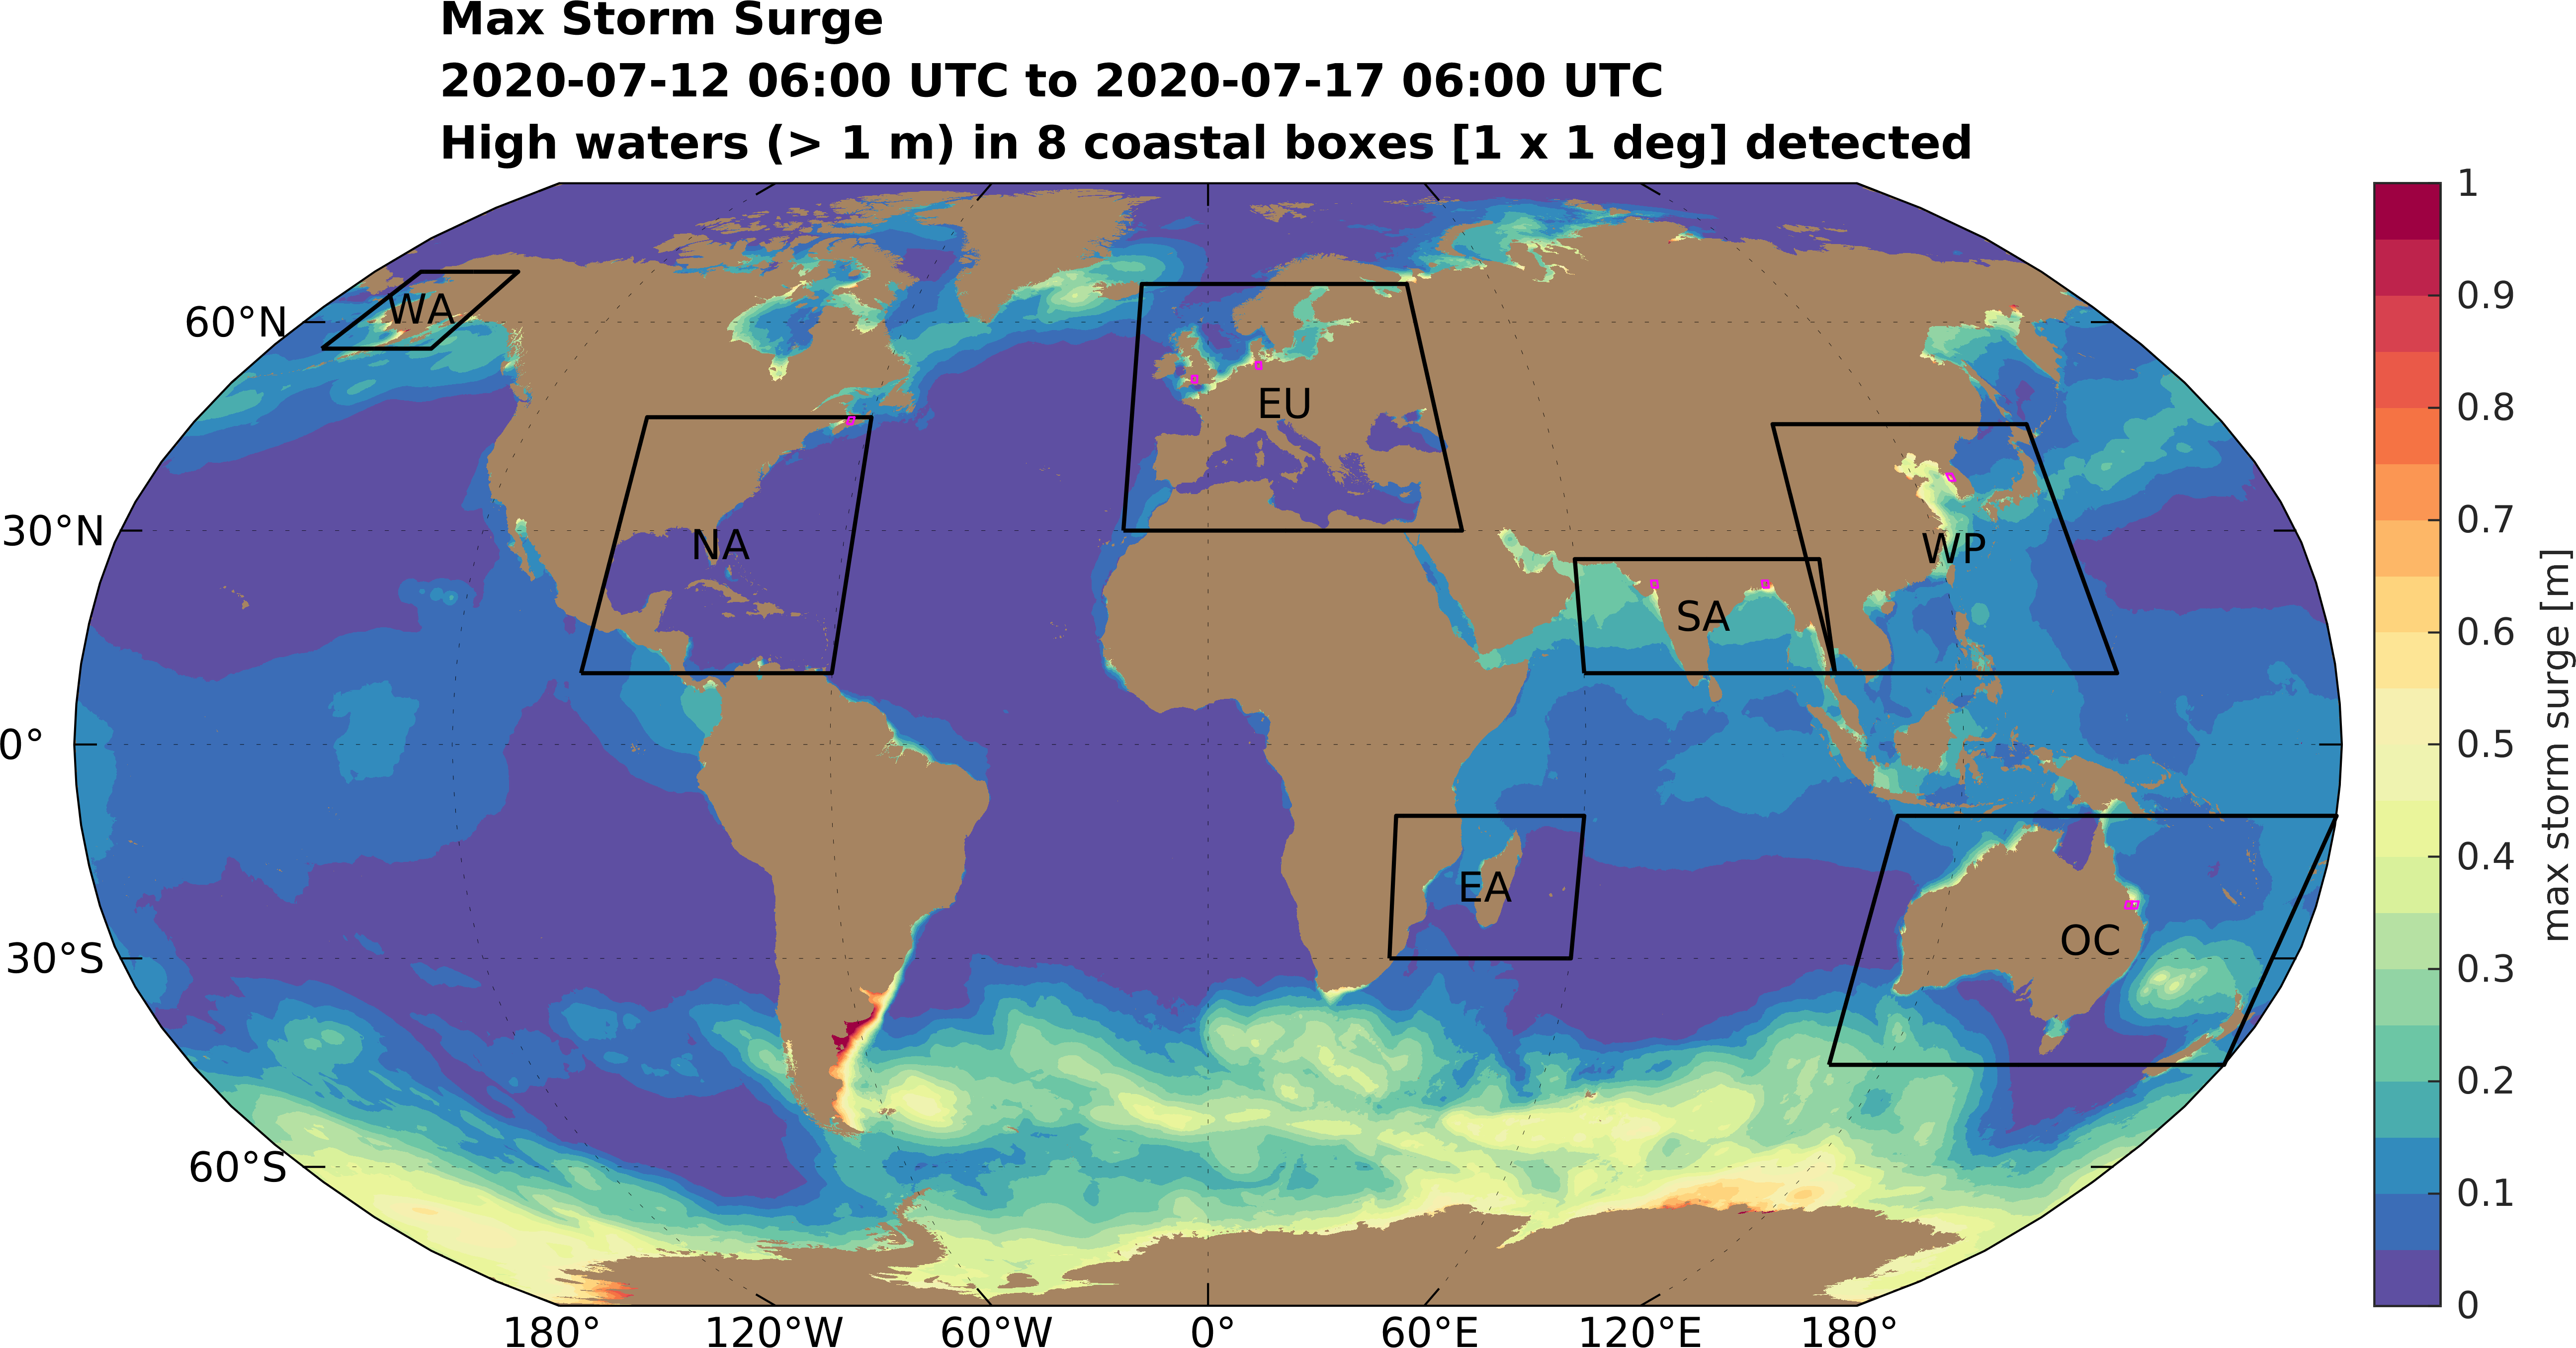 Max Storm Surge
2020-07-12 06:00 UTC to 2020-07-17 06:00 UTC
High waters (> 1 m) in 8 coastal boxes [1 x 1 deg] detected
60°N
30°N
0°
30°S
60°S
WA
NA
EU
SA
WP
EA
OC
180°
120°W
60°W
0°
60°E
120°E
180°
1
0.9
0.8
0.7
0.6
0.5
0.4
0.3
0.2
0.1
0
max storm surge [m]